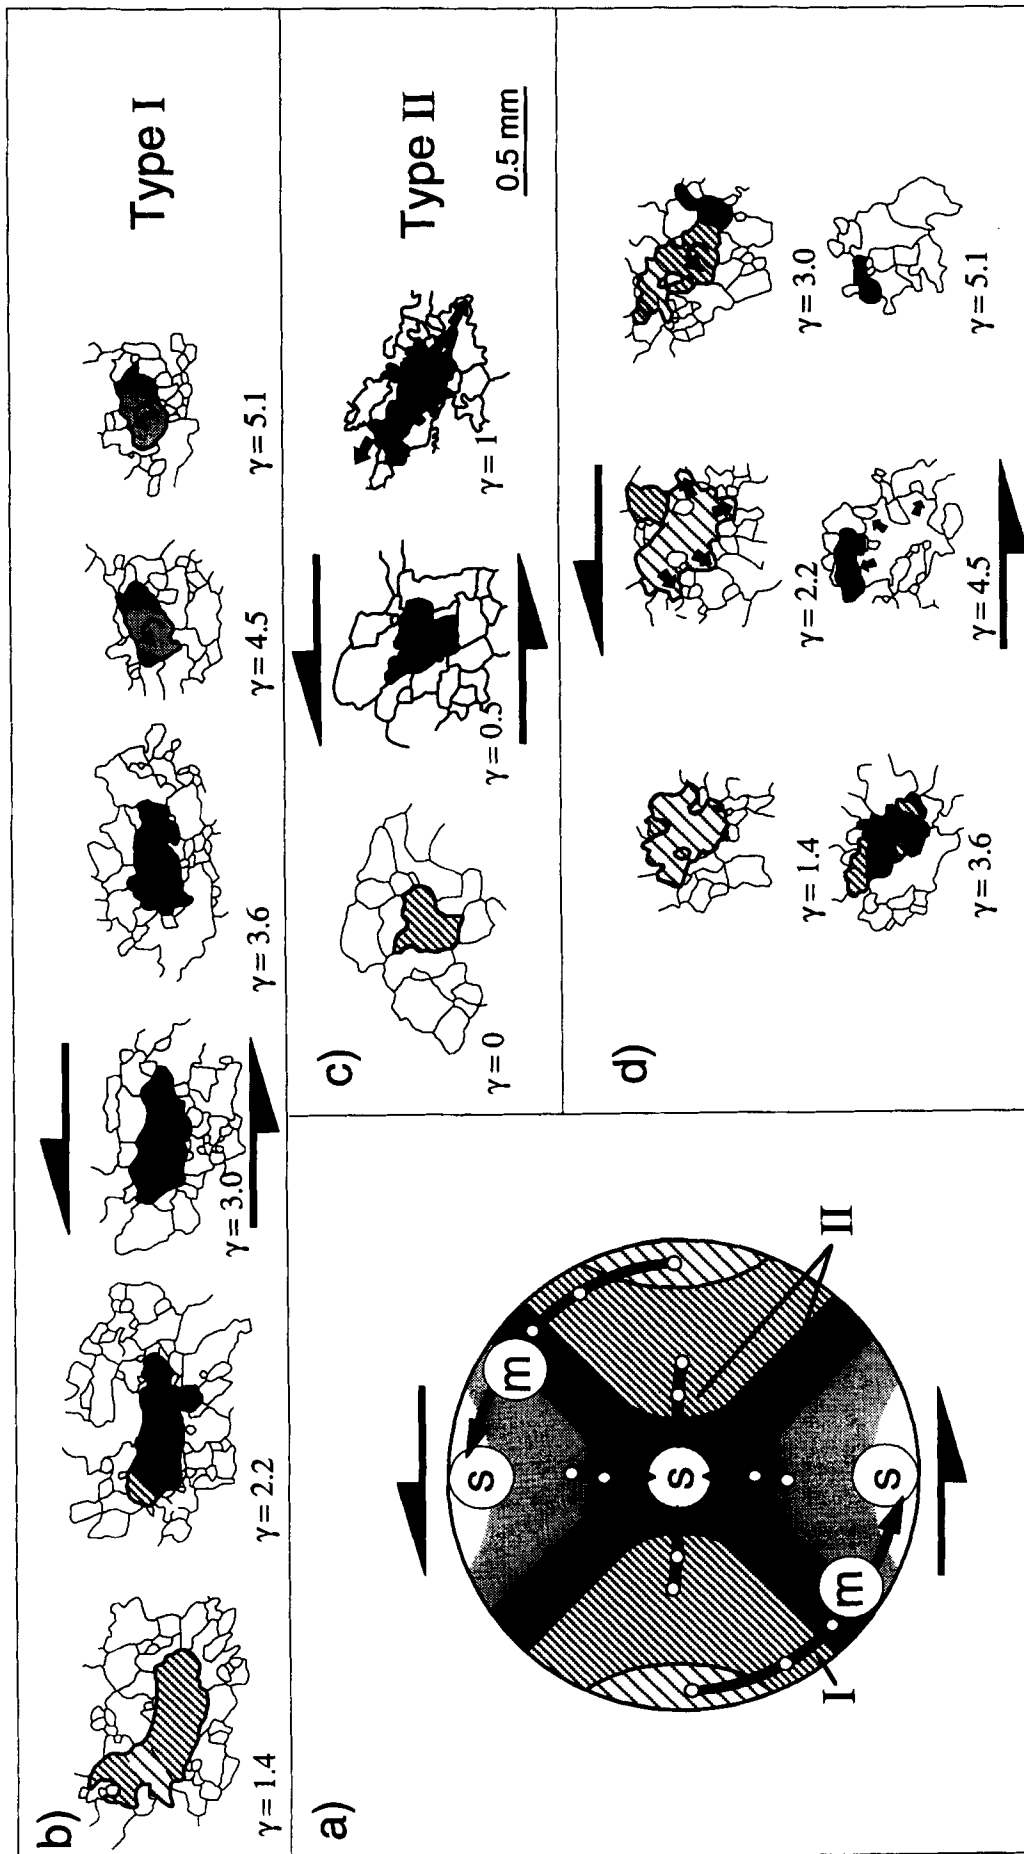 b)
γ = 1.4
γ = 2.2
γ = 3.0
γ = 3.6
γ = 4.5
γ = 5.1
Type I
a)
s
m
s
m
s
I
II
c)
γ = 0
γ = 0.5
γ = 1
Type II
0.5 mm
d)
γ = 1.4
γ = 2.2
γ = 3.0
γ = 3.6
γ = 4.5
γ = 5.1